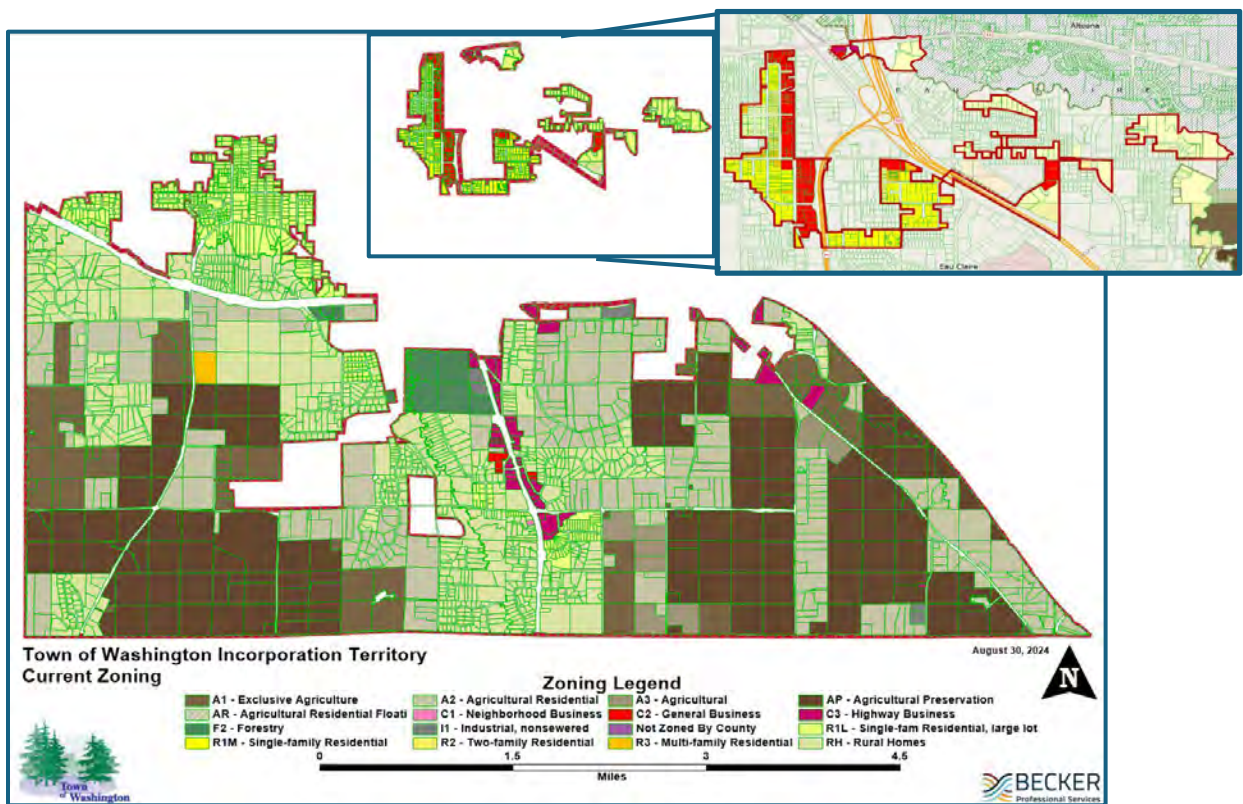 Altoona
Eau Claire
Town of Washington Incorporation Territory
Current Zoning
August 30, 2024
N
Zoning Legend
A1 - Exclusive Agriculture
A2 - Agricultural Residential
A3 - Agricultural
AP - Agricultural Preservation
AR - Agricultural Residential Floati
C1 - Neighborhood Business
C2 - General Business
C3 - Highway Business
F2 - Forestry
I1 - Industrial, nonsewered
Not Zoned By County
R1L - Single-fam Residential, large lot
R1M - Single-family Residential
R2 - Two-family Residential
R3 - Multi-family Residential
RH - Rural Homes
0 1.5 3 4.5
Miles
Town
of Washington
BECKER
Professional Services